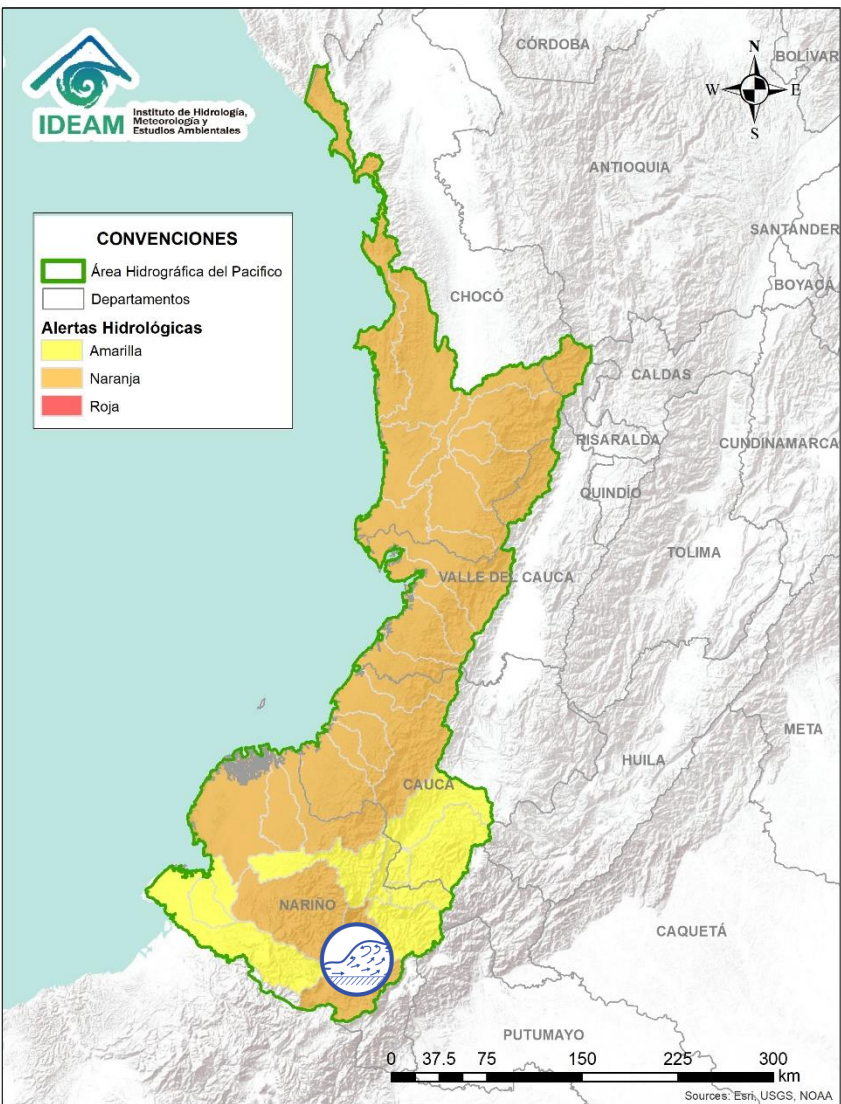 IDEAM
Instituto de Hidrología,
Meteorología y
Estudios Ambientales
CÓRDOBA
N
BOLÍVAR
W
E
S
ANTIOQUIA
CONVENCIONES
Área Hidrográfica del Pacifico
Departamentos
Alertas Hidrológicas
Amarilla
Naranja
Roja
SANTANDER
BOYACÁ
CHOCÓ
CALDAS
RISARALDA
CUNDINAMARCA
QUINDÍO
TOLIMA
VALLE DEL CAUCA
META
HUILA
CAUCA
NARIÑO
CAQUETÁ
PUTUMAYO
0 37.5 75 150 225 300
km
Sources: Esri, USGS, NOAA